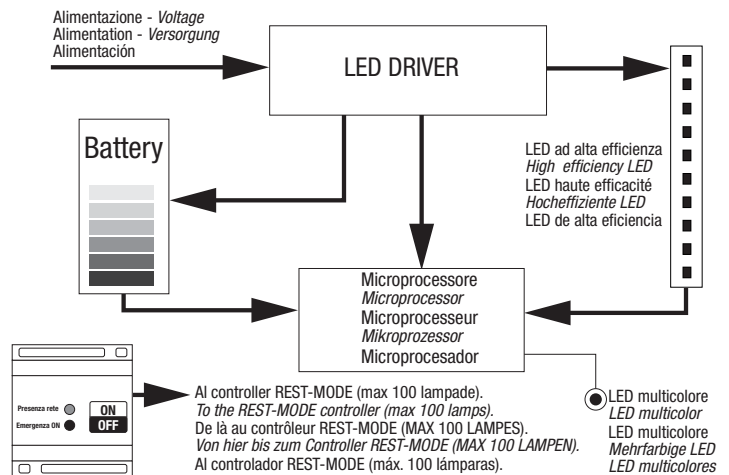 Alimentazione - Voltage
Alimentation - Versorgung
Alimentación
LED DRIVER
Battery
LED ad alta efficienza
High efficiency LED
LED haute efficacité
Hocheffiziente LED
LED de alta eficiencia
Microprocessore
Microprocessor
Microprocesseur
Mikroprozessor
Microprocesador
Presenza rete
Emergenza ON
ON
OFF
Al controller REST-MODE (max 100 lampade).
To the REST-MODE controller (max 100 lamps).
De là au contrôleur REST-MODE (MAX 100 LAMPES).
Von hier bis zum Controller REST-MODE (MAX 100 LAMPEN).
Al controlador REST-MODE (máx. 100 lámparas).
LED multicolore
LED multicolor
LED multicolore
Mehrfarbige LED
LED multicolores